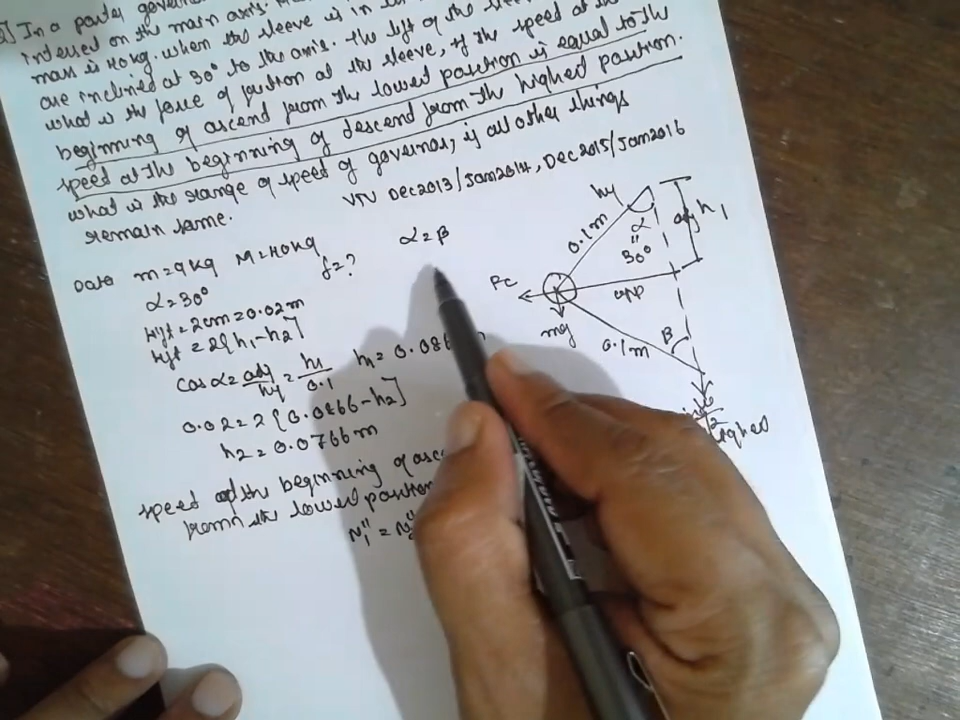 In a porter governor
indexed on the main axis.
mass is 40kg. when the sleeve is in the
are inclined at 30° to the axis. the lift of the sleeve
what is the force of friction at the sleeve, if the speed at the
beginning of ascend from the lowest position is equal to the
speed at the beginning of descend from the highest position.
what is the range of speed of governor, is all other things
remain same.
VTU Dec2013/Jan2014, Dec2015/Jan2016
Data m=9kg M=40kg
α=β
α=30° f=?
lift=2cm=0.02m
lift=2[h1-h2]
cosα=adj/hy=h1/0.1 h1=0.086
0.02=2[0.0866-h2]
h2=0.0766m
speed at the beginning of
from the lowest position
N1''=N
hy
0.1m
α
"
30°
adj h1
Fc
opp
mg
0.1m
β